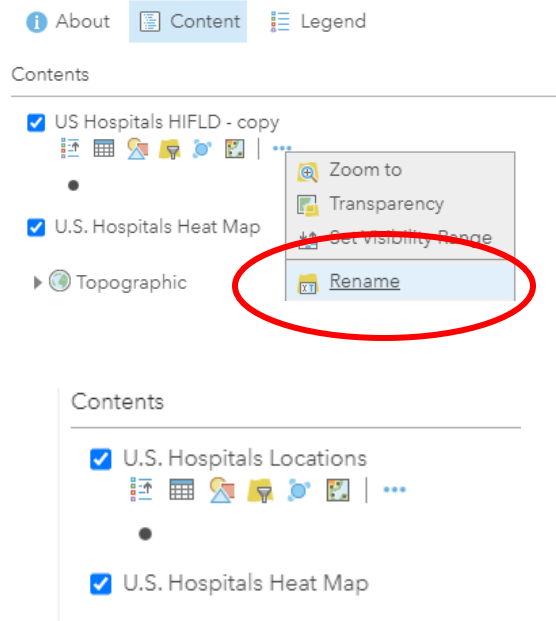 About Content Legend
Contents
US Hospitals HIFLD - copy
Zoom to
Transparency
U.S. Hospitals Heat Map
Set Visibility Range
Topographic
Rename
Contents
U.S. Hospitals Locations
U.S. Hospitals Heat Map